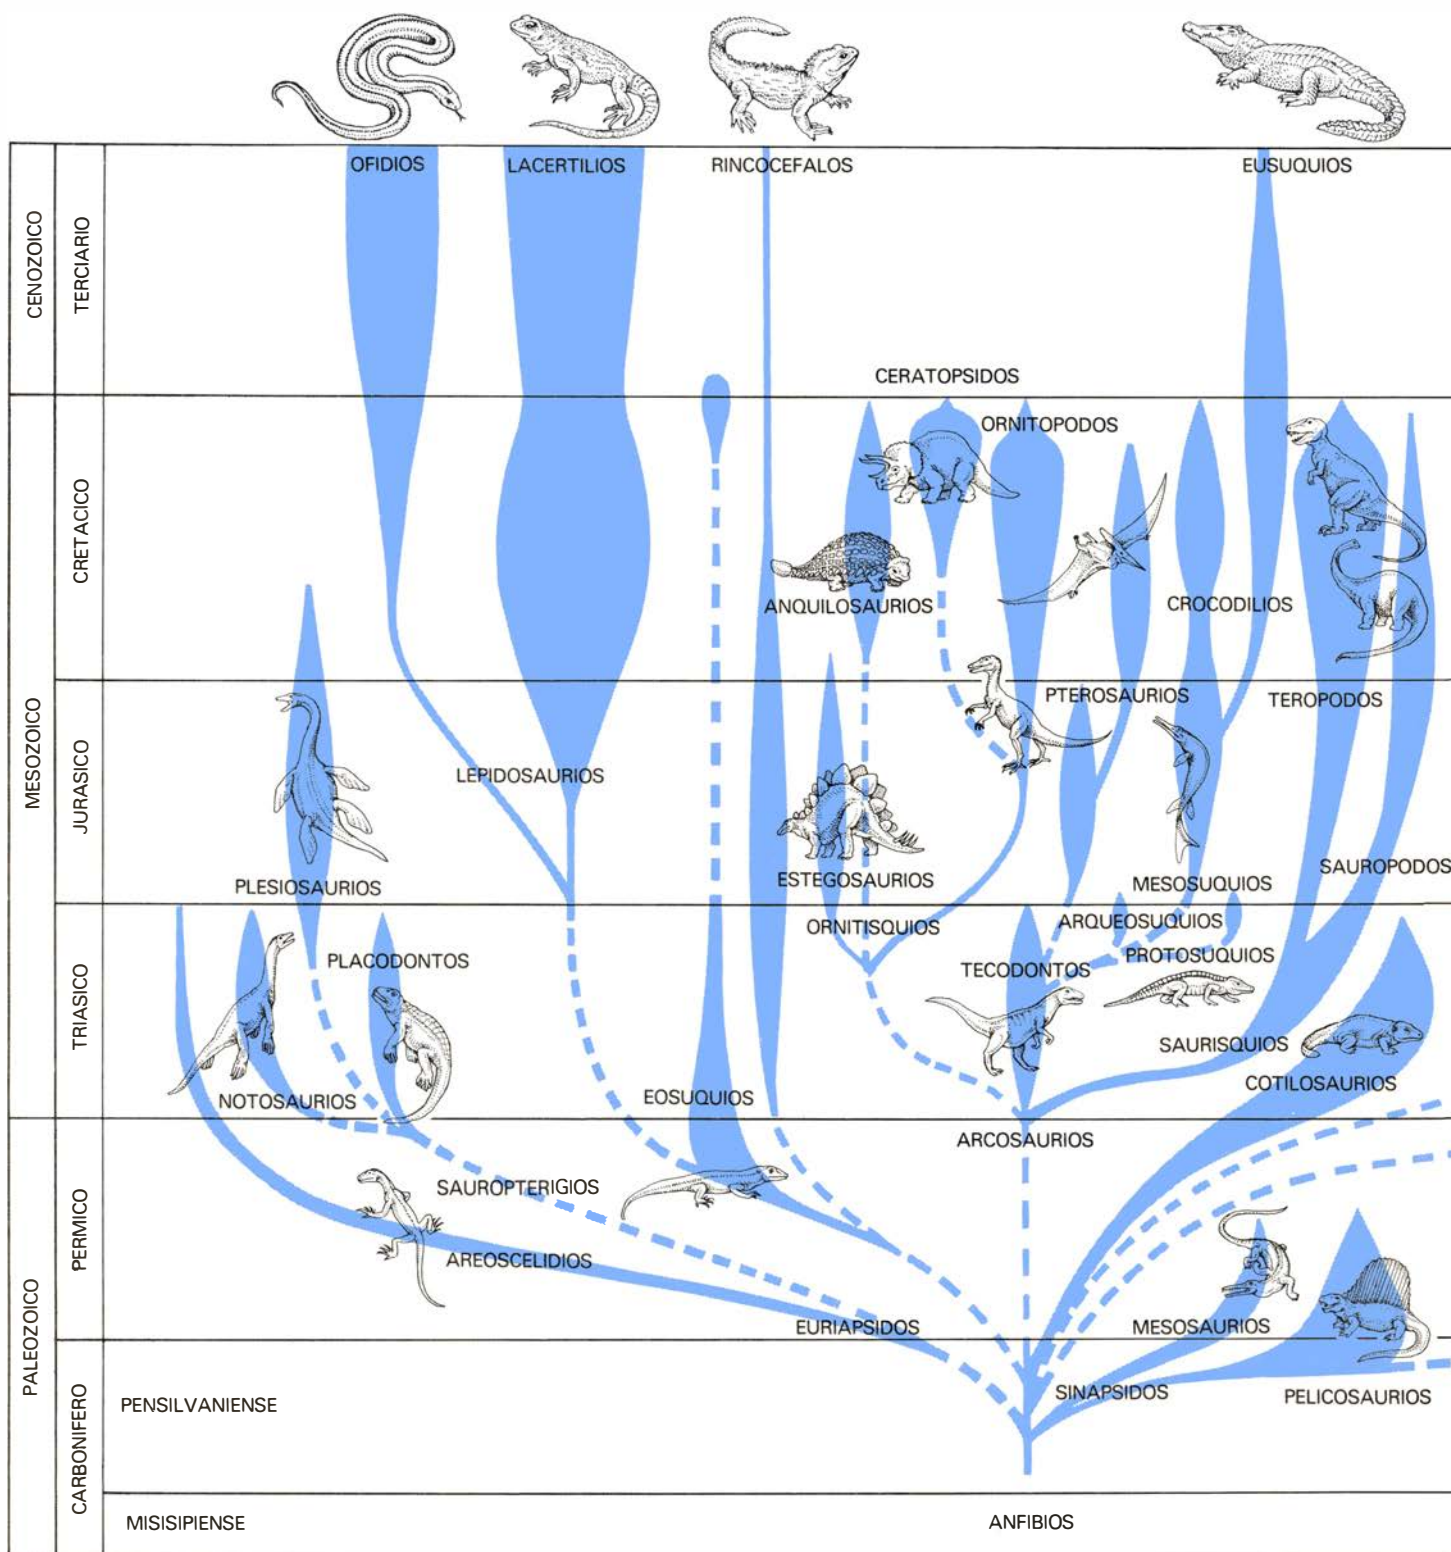 OFIDIOS
LACERTILIOS
RINCOCEFALOS
EUSUQUIOS
CENOZOICO
TERCIARIO
CERATOPSIDOS
ORNITOPODOS
CRETACICO
ANQUILOSAURIOS
CROCODILIOS
MESOZOICO
PTEROSAURIOS
TEROPODOS
JURASICO
LEPIDOSAURIOS
PLESIOSAURIOS
ESTEGOSAURIOS
MESOSUQUIOS
SAUROPODOS
ORNITISQUIOS
ARQUEOSUQUIOS
PLACODONTOS
TECODONTOS
PROTOSUQUIOS
TRIASICO
SAURISQUIOS
COTILOSAURIOS
NOTOSAURIOS
EOSUQUIOS
ARCOSAURIOS
SAUROPTERIGIOS
PERMICO
AREOSCELIDIOS
EURIAPSIDOS
MESOSAURIOS
PALEOZOICO
SINAPSIDOS
PELICOSAURIOS
PENSILVANIENSE
CARBONIFERO
MISISIPIENSE
ANFIBIOS